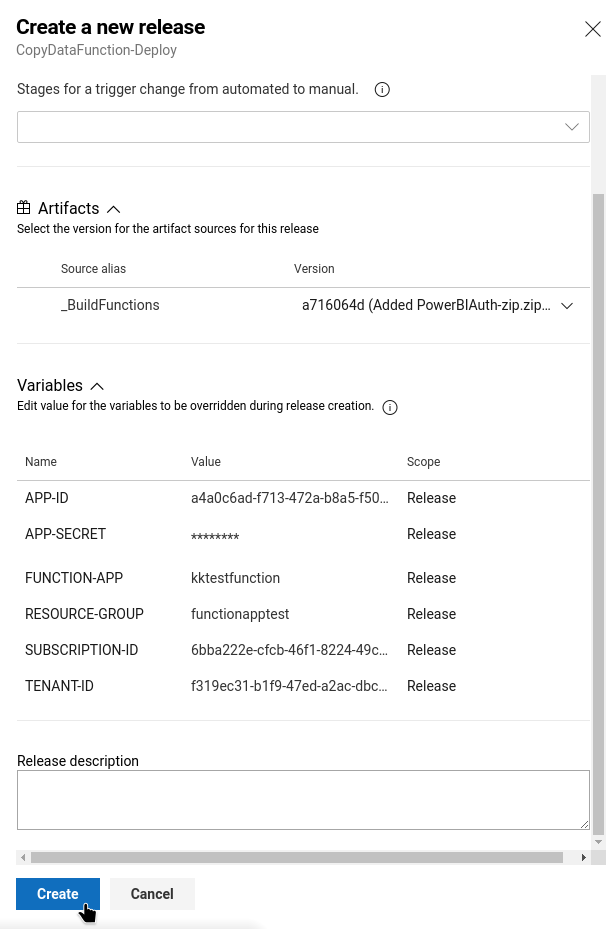 Create a new release
CopyDataFunction-Deploy
Stages for a trigger change from automated to manual.
Artifacts
Select the version for the artifact sources for this release
Source alias Version
_BuildFunctions a716064d (Added PowerBIAuth-zip.zip...
Variables
Edit value for the variables to be overridden during release creation.
Name Value Scope
APP-ID a4a0c6ad-f713-472a-b8a5-f50... Release
APP-SECRET ******** Release
FUNCTION-APP kktestfunction Release
RESOURCE-GROUP functionapptest Release
SUBSCRIPTION-ID 6bba222e-cfcb-46f1-8224-49c... Release
TENANT-ID f319ec31-b1f9-47ed-a2ac-dbc... Release
Release description
Create Cancel